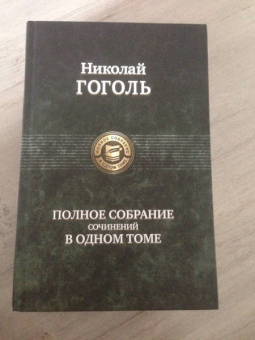 Николай
ГОГОЛЬ
ПОЛНОЕ СОБРАНИЕ
СОЧИНЕНИЙ
В ОДНОМ ТОМЕ